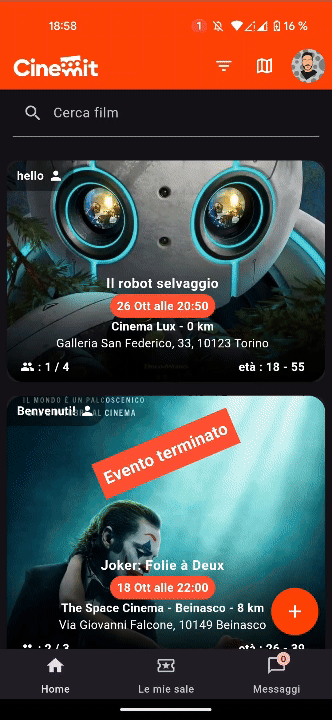 18:58
1
16 %
Cinemit
Cerca film
hello
Il robot selvaggio
26 Ott alle 20:50
Cinema Lux - 0 km
Galleria San Federico, 33, 10123 Torino
: 1 / 4
età : 18 - 55
IL MONDO È UN PALCOSCENICO
Benvenuti!
AL CINEMA
Evento terminato
Joker: Folie à Deux
18 Ott alle 22:00
The Space Cinema - Beinasco - 8 km
Via Giovanni Falcone, 10149 Beinasco
: 2 / 3
età : 26 - 39
+
0
Home
Le mie sale
Messaggi